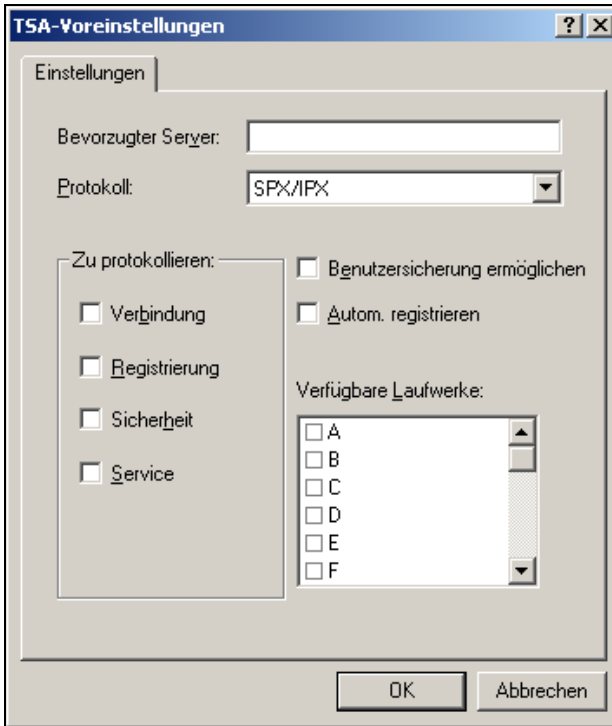 TSA-Voreinstellungen
Einstellungen
Bevorzugter Server:
Protokoll:
SPX/IPX
Zu protokollieren:
Verbindung
Registrierung
Sicherheit
Service
Benutzersicherung ermöglichen
Autom. registrieren
Verfügbare Laufwerke:
A
B
C
D
E
F
OK
Abbrechen